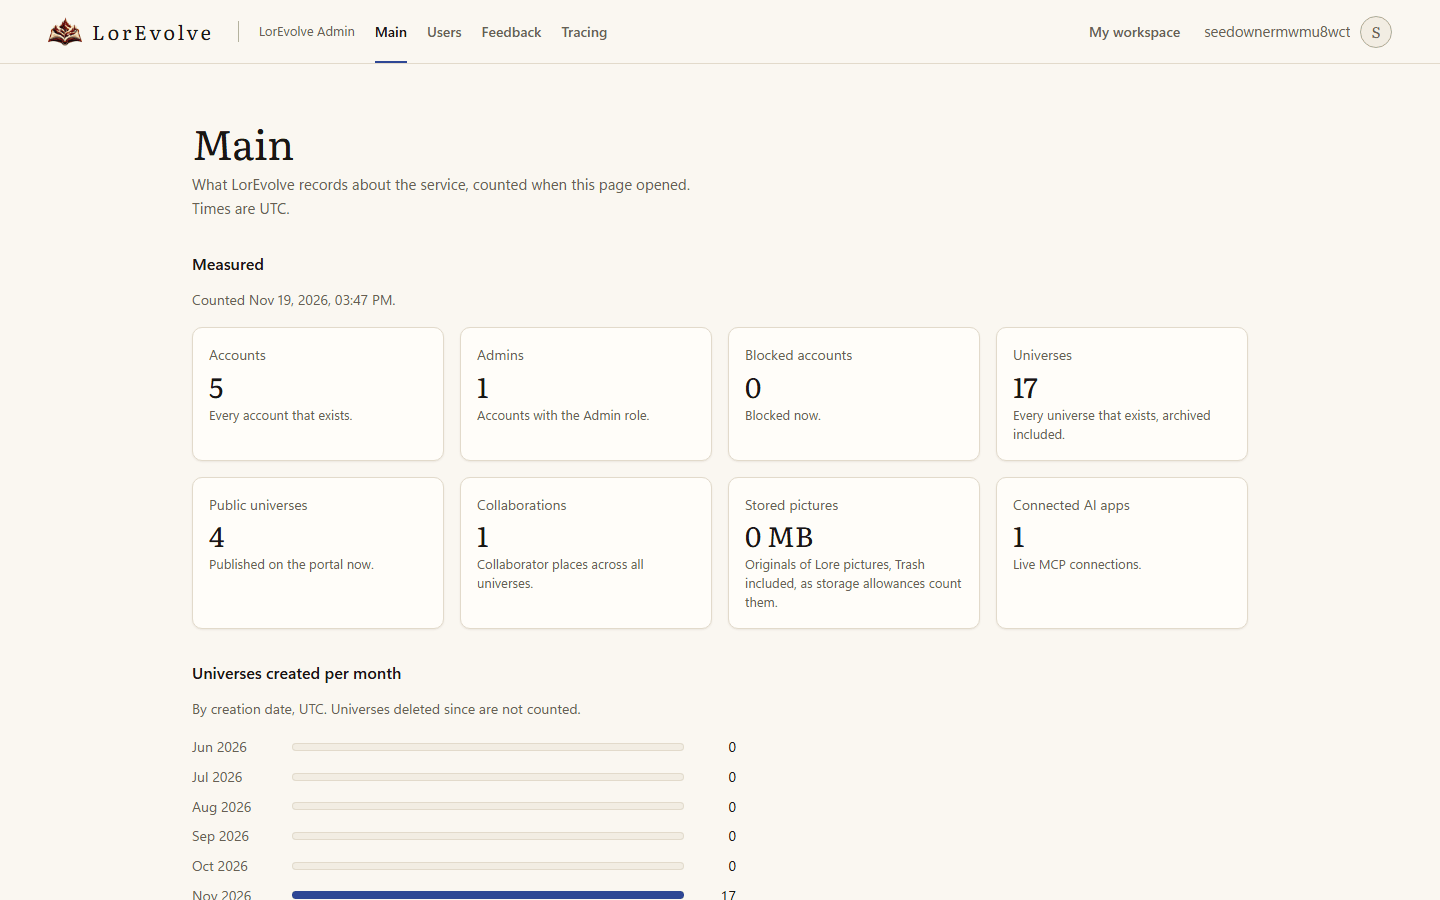 LorEvolve
LorEvolve Admin
Main
Users
Feedback
Tracing
My workspace
seedownermwmu8wct
S
Main
What LorEvolve records about the service, counted when this page opened.
Times are UTC.
Measured
Counted Nov 19, 2026, 03:47 PM.
Accounts
5
Every account that exists.
Admins
1
Accounts with the Admin role.
Blocked accounts
0
Blocked now.
Universes
17
Every universe that exists, archived
included.
Public universes
4
Published on the portal now.
Collaborations
1
Collaborator places across all
universes.
Stored pictures
0 MB
Originals of Lore pictures, Trash
included, as storage allowances count
them.
Connected AI apps
1
Live MCP connections.
Universes created per month
By creation date, UTC. Universes deleted since are not counted.
Jun 2026 0
Jul 2026 0
Aug 2026 0
Sep 2026 0
Oct 2026 0
Nov 2026 17